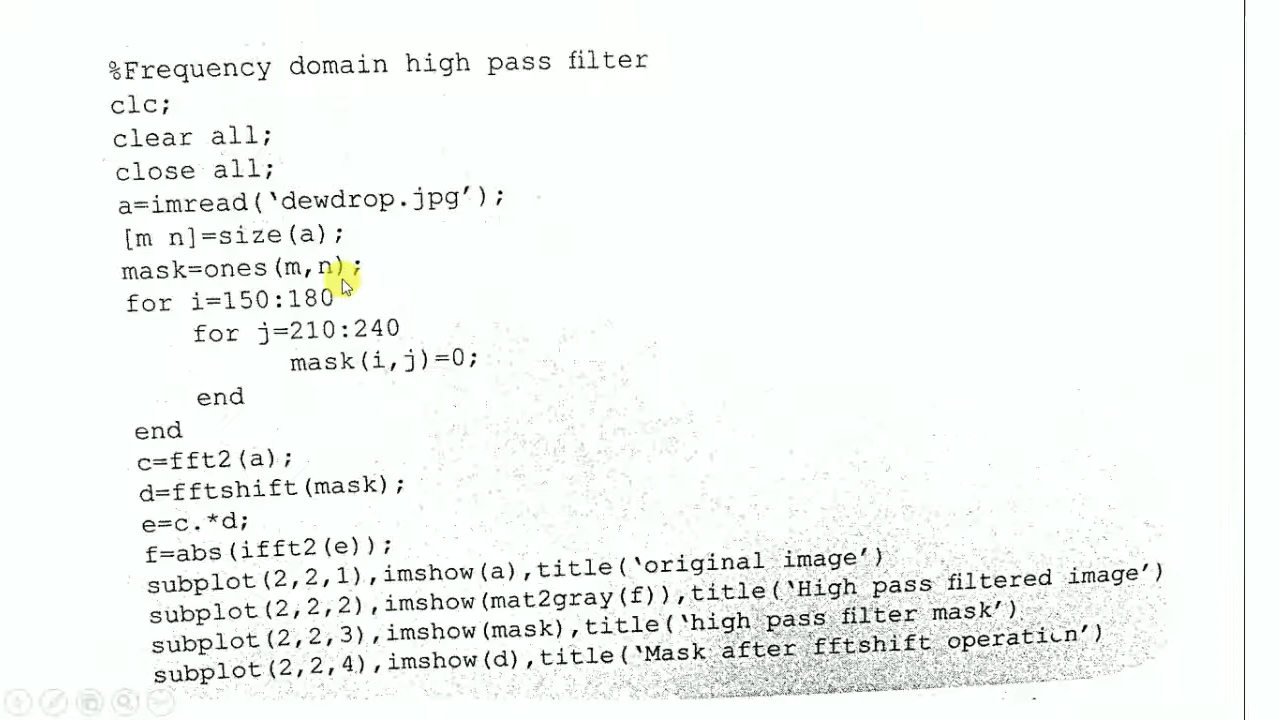 %Frequency domain high pass filter
clc;
clear all;
close all;
a=imread(‘dewdrop.jpg’);
[m n]=size(a);
mask=ones(m,n);
for i=150:180
for j=210:240
mask(i,j)=0;
end
end
c=fft2(a);
d=fftshift(mask);
e=c.*d;
f=abs(ifft2(e));
subplot(2,2,1),imshow(a),title(‘original image’)
subplot(2,2,2),imshow(mat2gray(f)),title(‘High pass filtered image’)
subplot(2,2,3),imshow(mask),title(‘high pass filter mask’)
subplot(2,2,4),imshow(d),title(‘Mask after fftshift operation’)